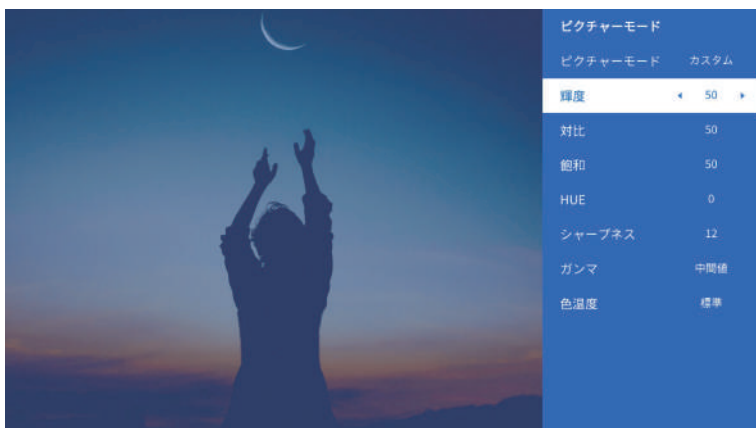 ピクチャーモード
ピクチャーモード カスタム
輝度 ◂ 50 ▸
対比 50
飽和 50
HUE 0
シャープネス 12
ガンマ 中間値
色温度 標準